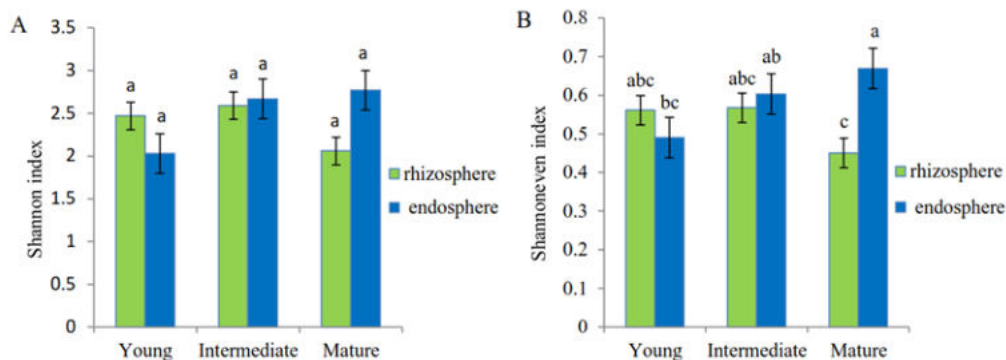 A
Shannon index
3.5
3
2.5
2
1.5
1
0.5
0
a
a
a
a
a
a
Young Intermediate Mature
rhizosphere
endosphere
B
Shannoneven index
0.8
0.7
0.6
0.5
0.4
0.3
0.2
0.1
0
abc
bc
abc
ab
c
a
Young Intermediate Mature
rhizosphere
endosphere